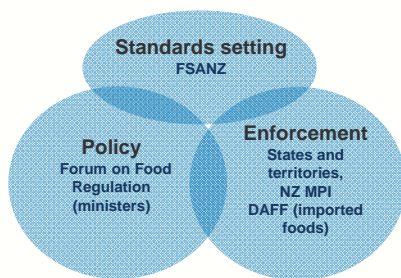 Standards setting
FSANZ
Policy
Forum on Food
Regulation
(ministers)
Enforcement
States and
territories,
NZ MPI
DAFF (imported
foods)